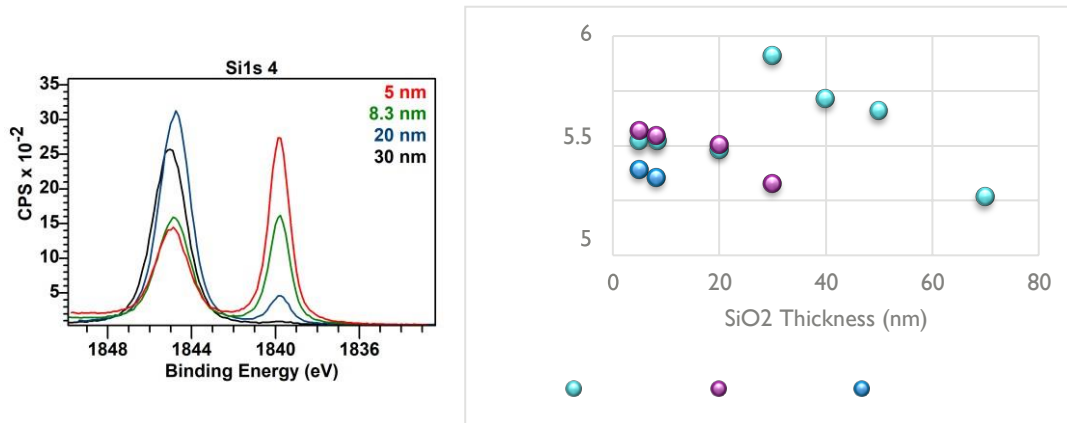 Si1s 4
35
30
25
20
15
10
5
CPS x 10-2
5 nm
8.3 nm
20 nm
30 nm
1848 1844 1840 1836
Binding Energy (eV)
6
5.5
5
0 20 40 60 80
SiO2 Thickness (nm)